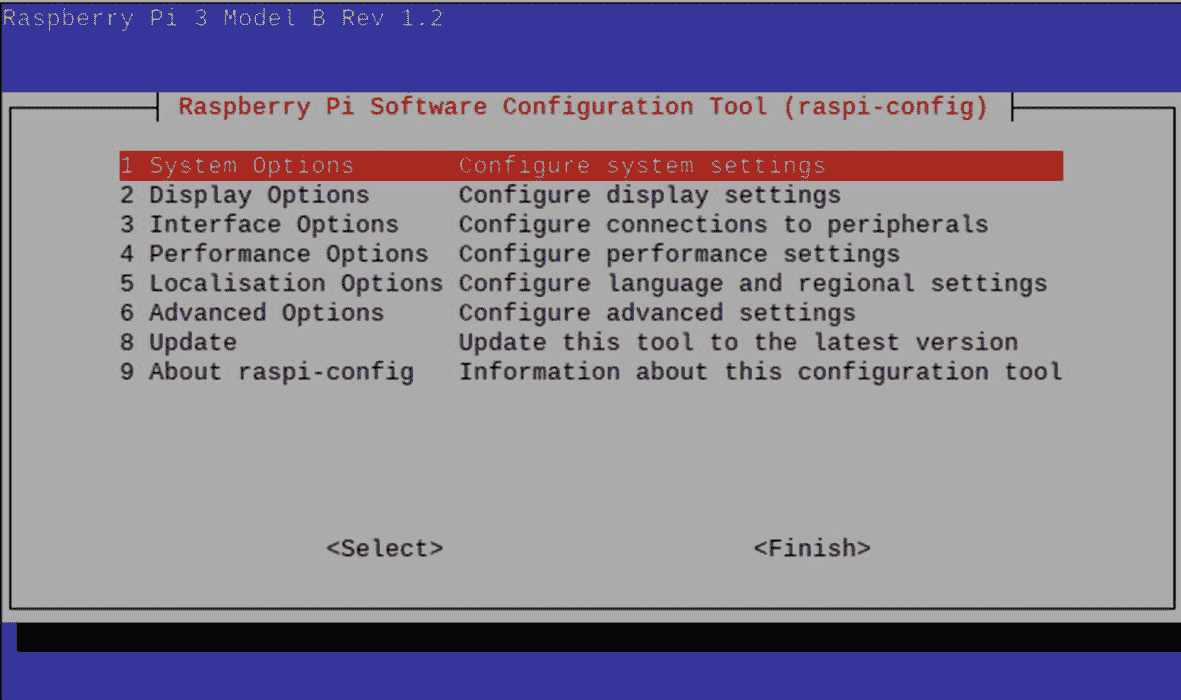 Raspberry Pi 3 Model B Rev 1.2
Raspberry Pi Software Configuration Tool (raspi-config)
1 System Options Configure system settings
2 Display Options Configure display settings
3 Interface Options Configure connections to peripherals
4 Performance Options Configure performance settings
5 Localisation Options Configure language and regional settings
6 Advanced Options Configure advanced settings
8 Update Update this tool to the latest version
9 About raspi-config Information about this configuration tool
<Select> <Finish>